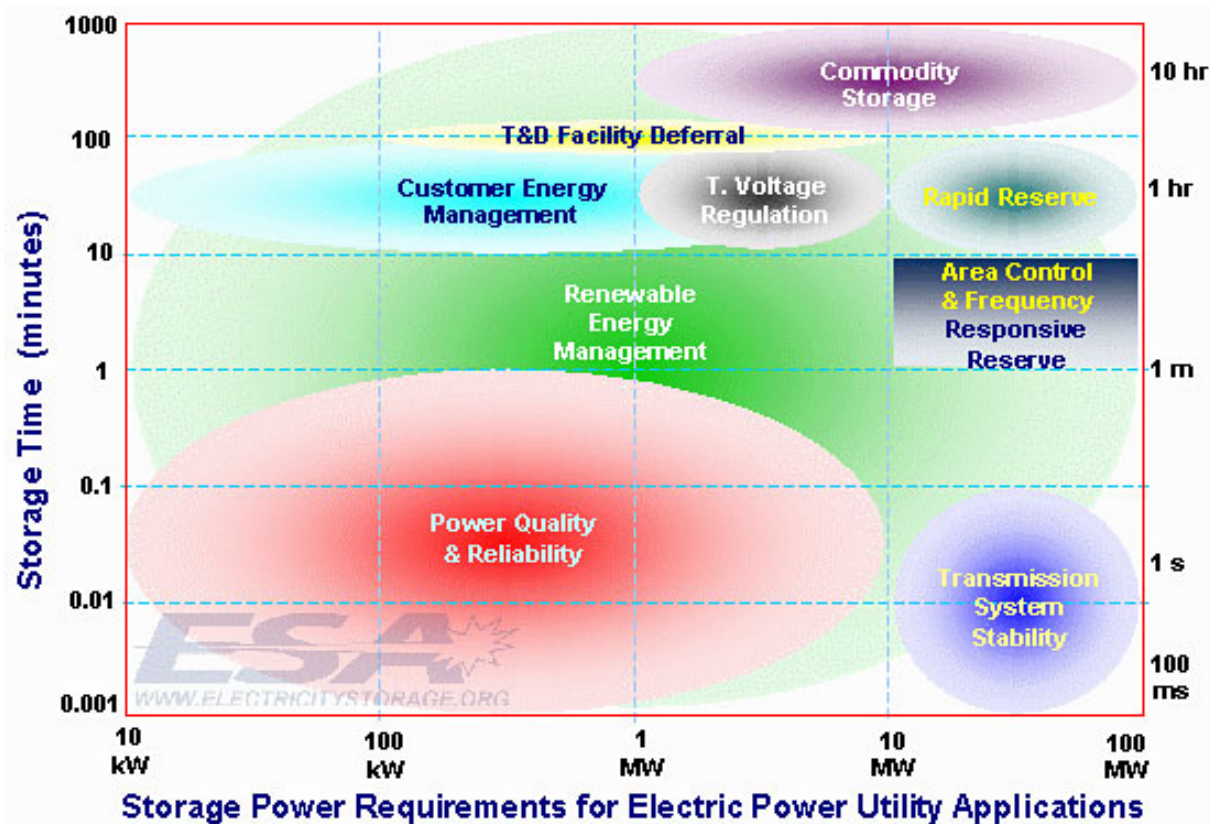 1000
100
10
1
0.1
0.01
0.001
Storage Time (minutes)
Commodity
Storage
T&D Facility Deferral
Customer Energy
Management
T. Voltage
Regulation
Rapid Reserve
Renewable
Energy
Management
Area Control
& Frequency
Responsive
Reserve
Power Quality
& Reliability
Transmission
System
Stability
ESA
WWW.ELECTRICITYSTORAGE.ORG
10 hr
1 hr
1 m
1 s
100
ms
10
kW
100
kW
1
MW
10
MW
100
MW
Storage Power Requirements for Electric Power Utility Applications